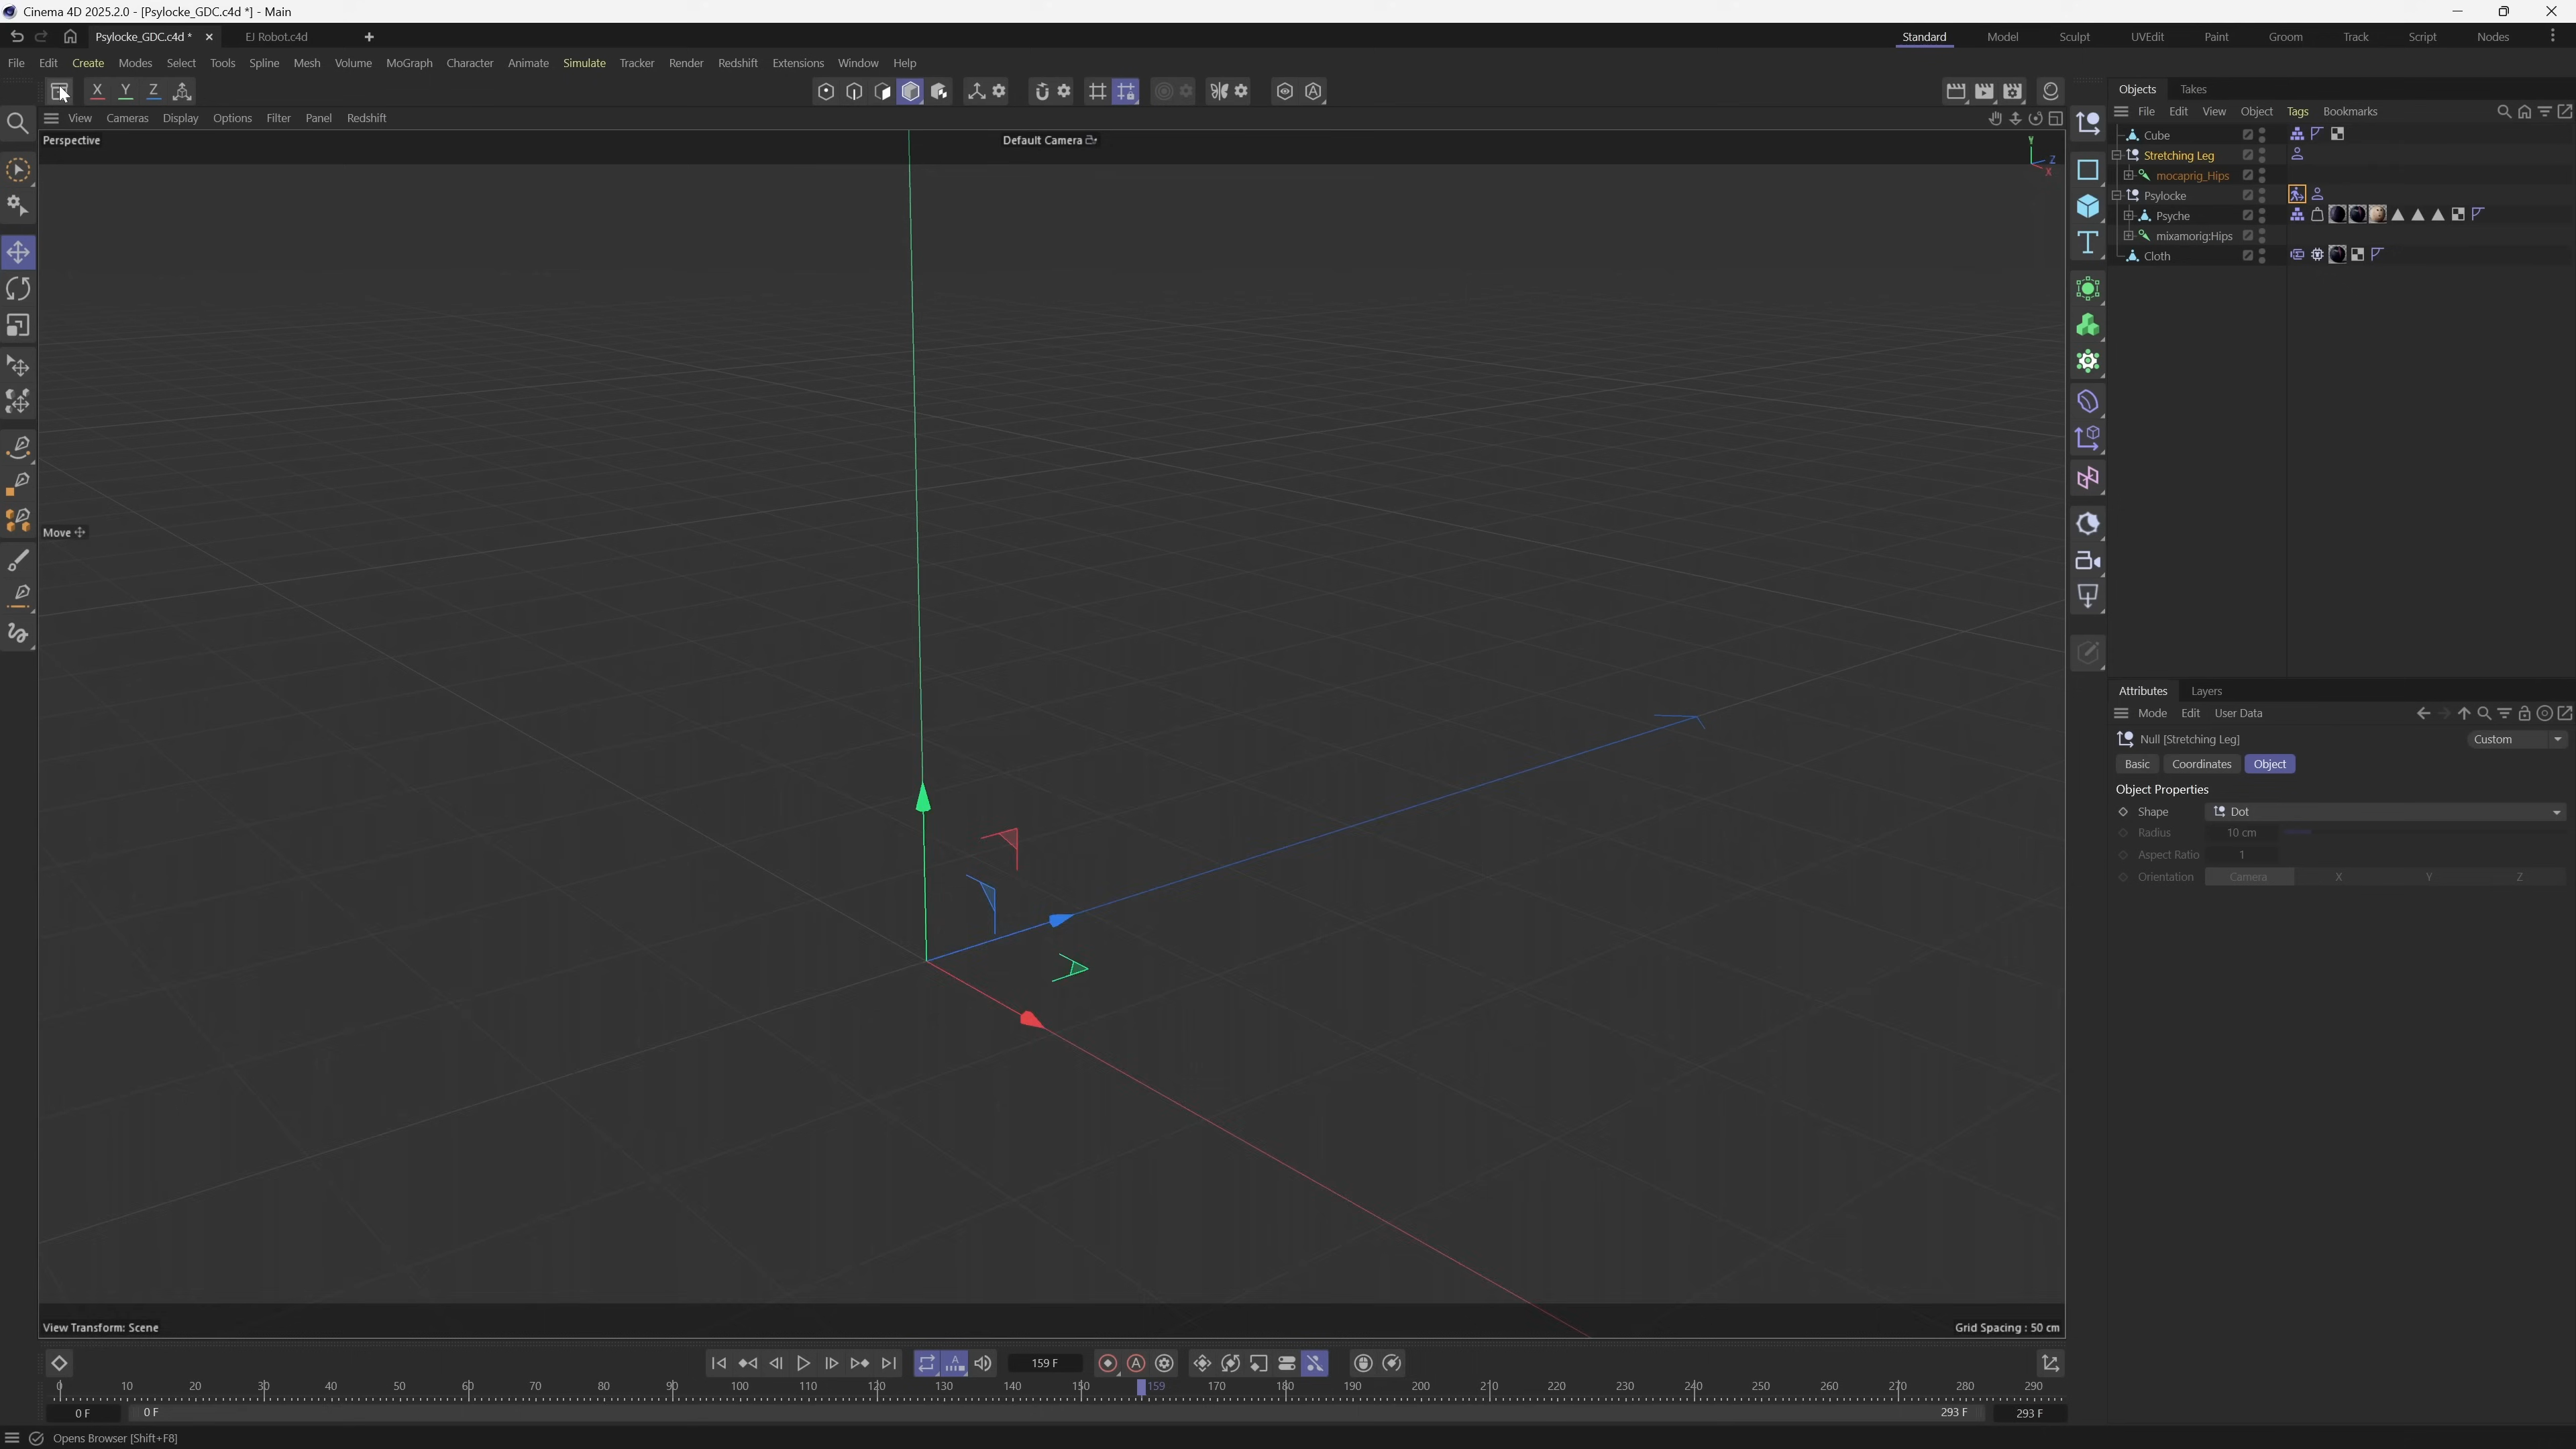 Cinema 4D 2025.2.0 - [Psylocke_GDC.c4d *] - Main
Psylocke_GDC.c4d * EJ Robot.c4d Standard Model Sculpt UVEdit Paint Groom Track Script Nodes
File Edit Create Modes Select Tools Spline Mesh Volume MoGraph Character Animate Simulate Tracker Render Redshift Extensions Window Help
X Y Z
View Cameras Display Options Filter Panel Redshift
Perspective
Default Camera
Y
Z
X
Move
View Transform: Scene
Grid Spacing : 50 cm
Objects Takes
File Edit View Object Tags Bookmarks
Cube
Stretching Leg
mocaprig_Hips
Psylocke
Psyche
mixamorig:Hips
Cloth
Attributes Layers
Mode Edit User Data
Null [Stretching Leg]
Custom
Basic Coordinates Object
Object Properties
Shape Dot
Radius 10 cm
Aspect Ratio 1
Orientation Camera X Y Z
159 F
0 10 20 30 40 50 60 70 80 90 100 110 120 130 140 150 159 170 180 190 200 210 220 230 240 250 260 270 280 290
0 F 0 F 293 F 293 F
Opens Browser [Shift+F8]